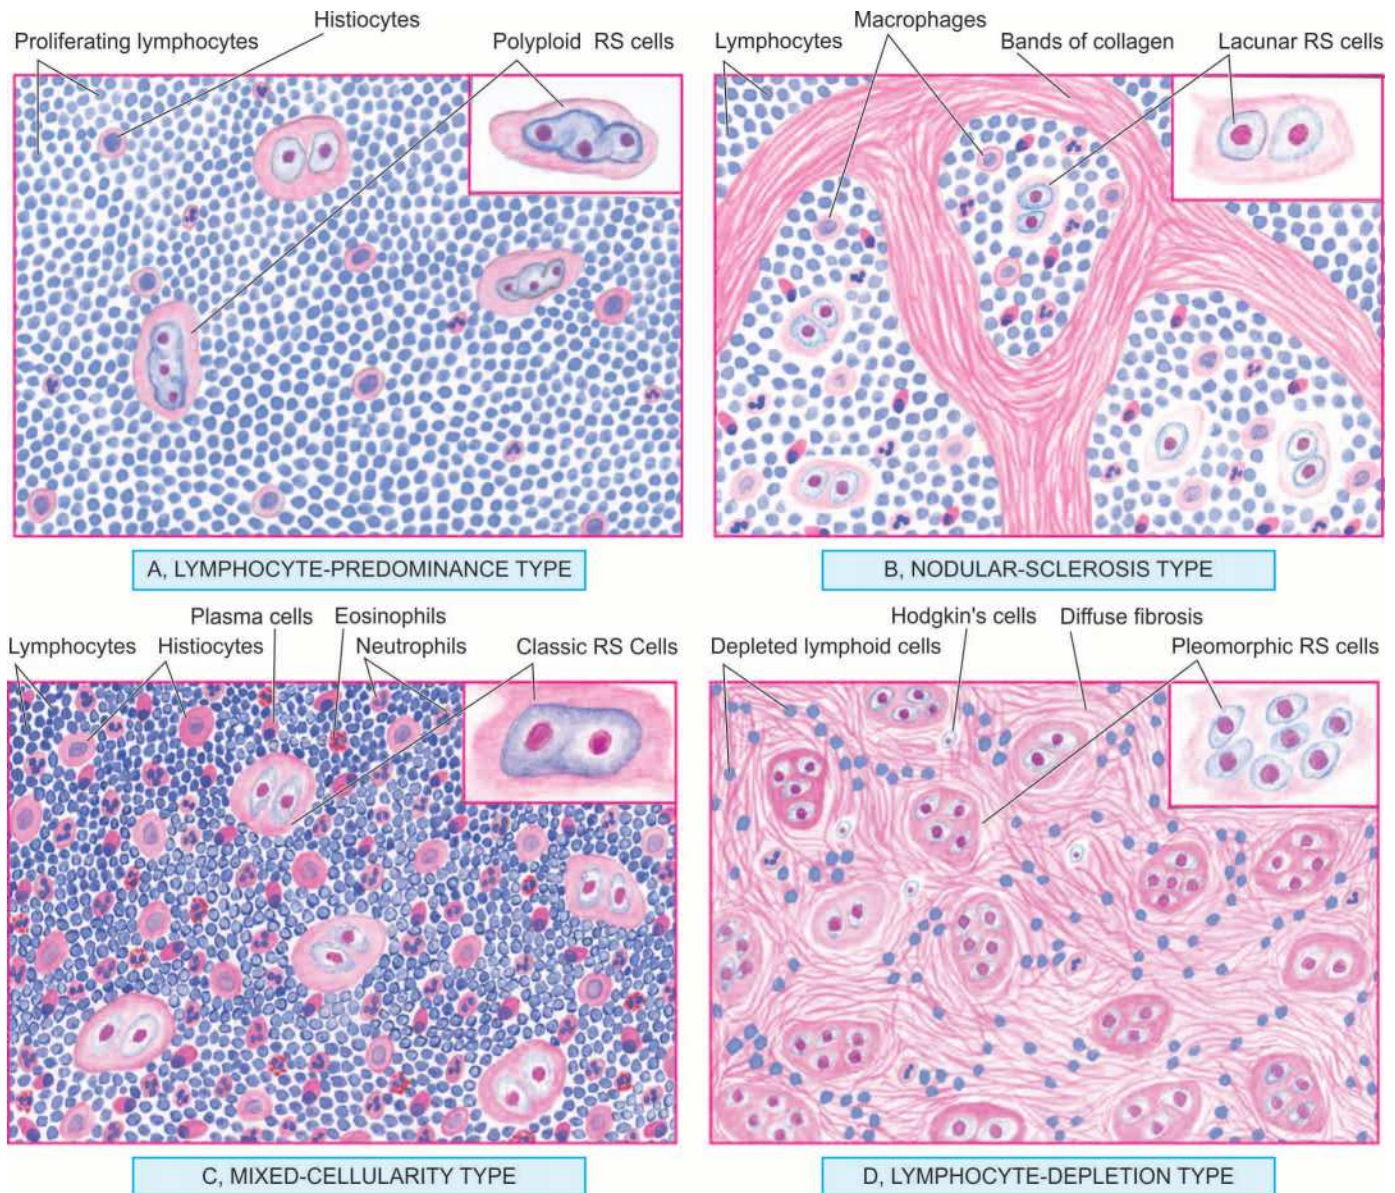 Histiocytes
Proliferating lymphocytes
Polyploid RS cells
Macrophages
Lymphocytes
Bands of collagen
Lacunar RS cells
A, LYMPHOCYTE-PREDOMINANCE TYPE
B, NODULAR-SCLEROSIS TYPE
Plasma cells
Eosinophils
Lymphocytes
Histiocytes
Neutrophils
Classic RS Cells
Hodgkin's cells
Diffuse fibrosis
Depleted lymphoid cells
Pleomorphic RS cells
C, MIXED-CELLULARITY TYPE
D, LYMPHOCYTE-DEPLETION TYPE